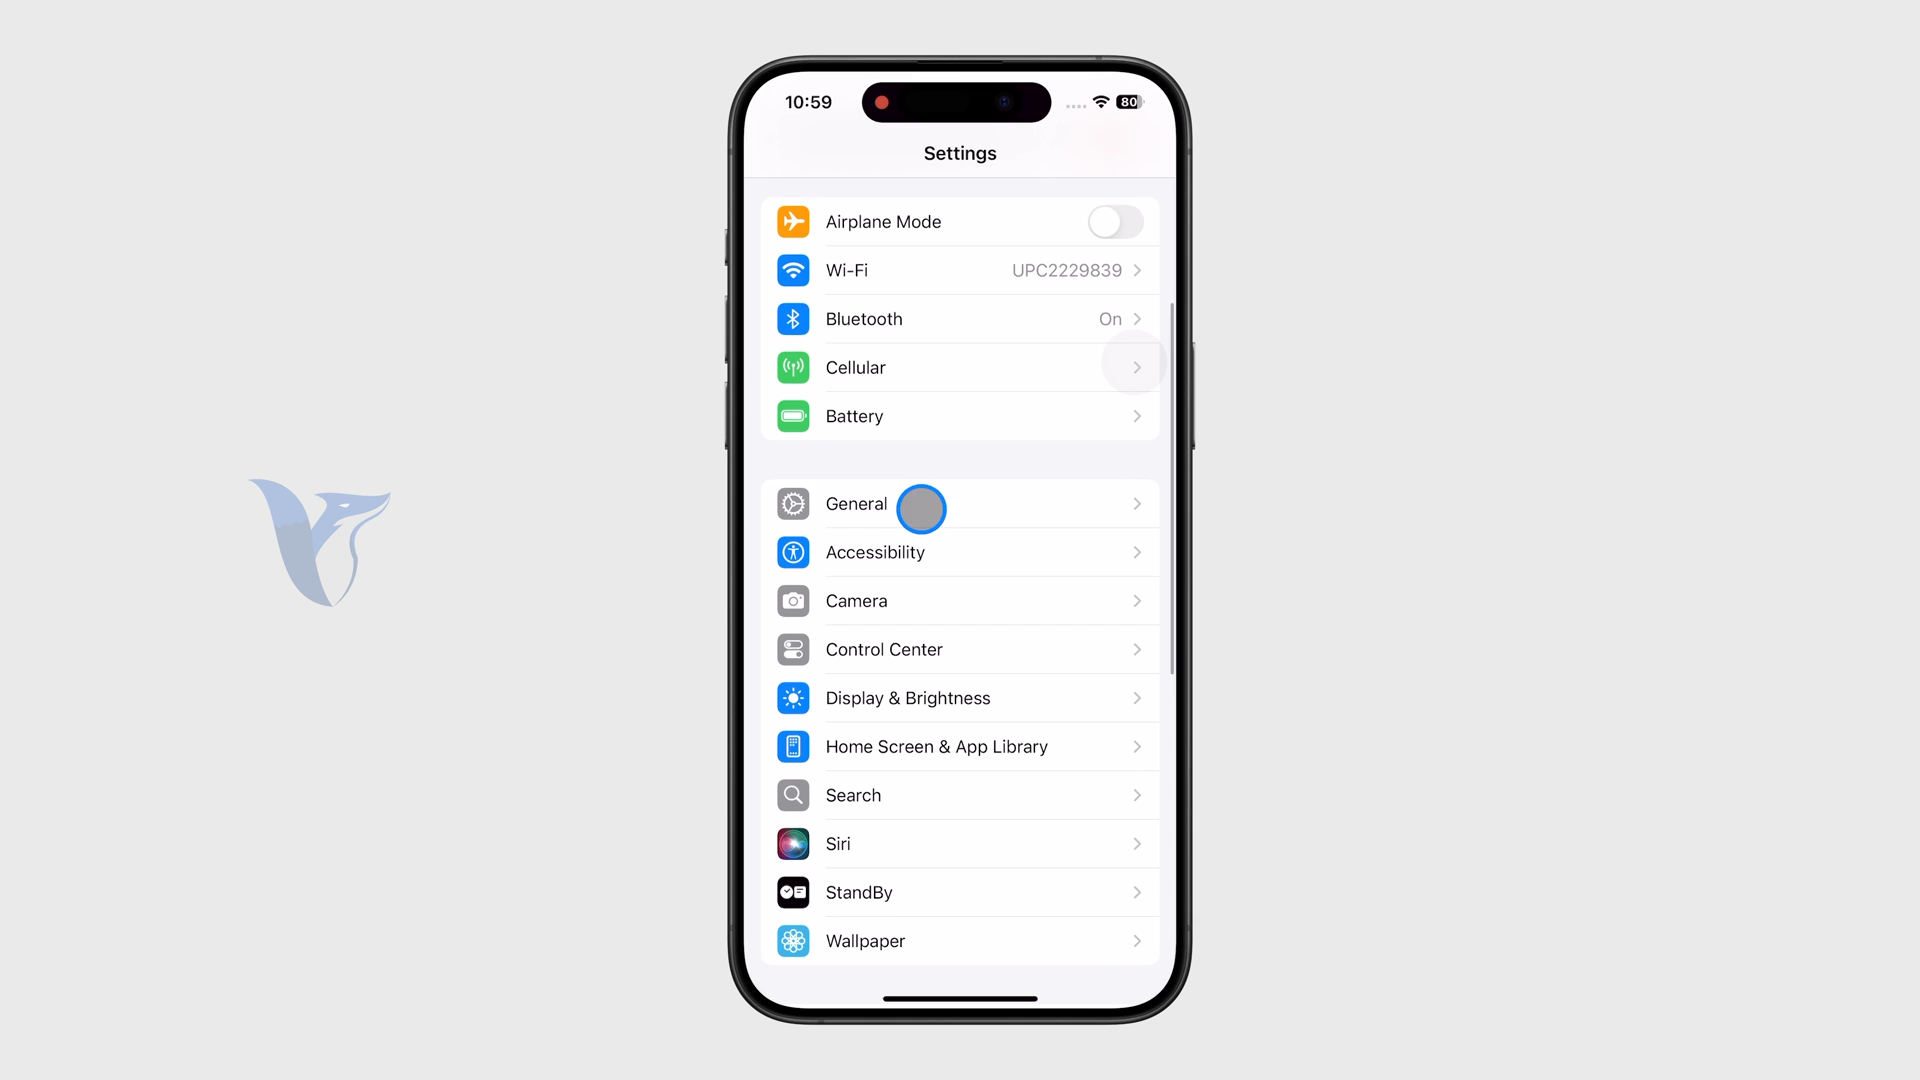 10:59
80
Settings
Airplane Mode
Wi-Fi UPC2229839
Bluetooth On
Cellular
Battery
General
Accessibility
Camera
Control Center
Display & Brightness
Home Screen & App Library
Search
Siri
StandBy
Wallpaper